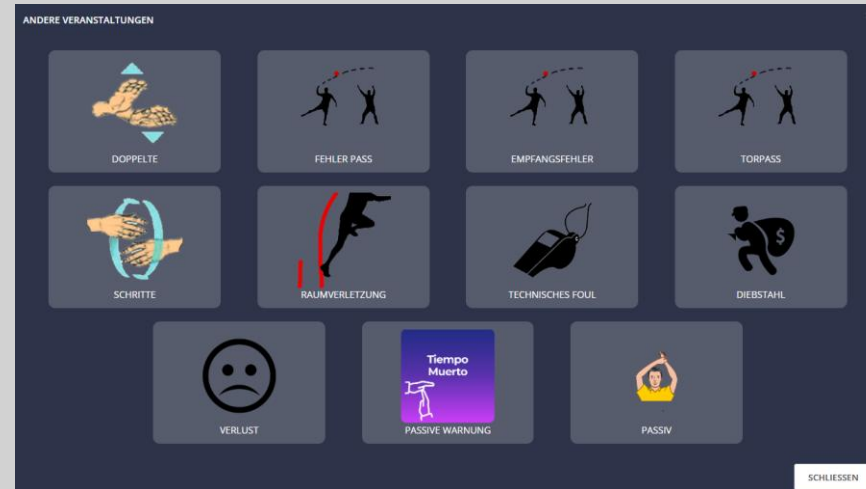 ANDERE VERANSTALTUNGEN
DOPPELTE
FEHLER PASS
EMPFANGSFEHLER
TORPASS
SCHRITTE
RAUMVERLETZUNG
TECHNISCHES FOUL
$
DIEBSTAHL
VERLUST
Tiempo
Muerto
PASSIVE WARNUNG
PASSIV
SCHLIESSEN